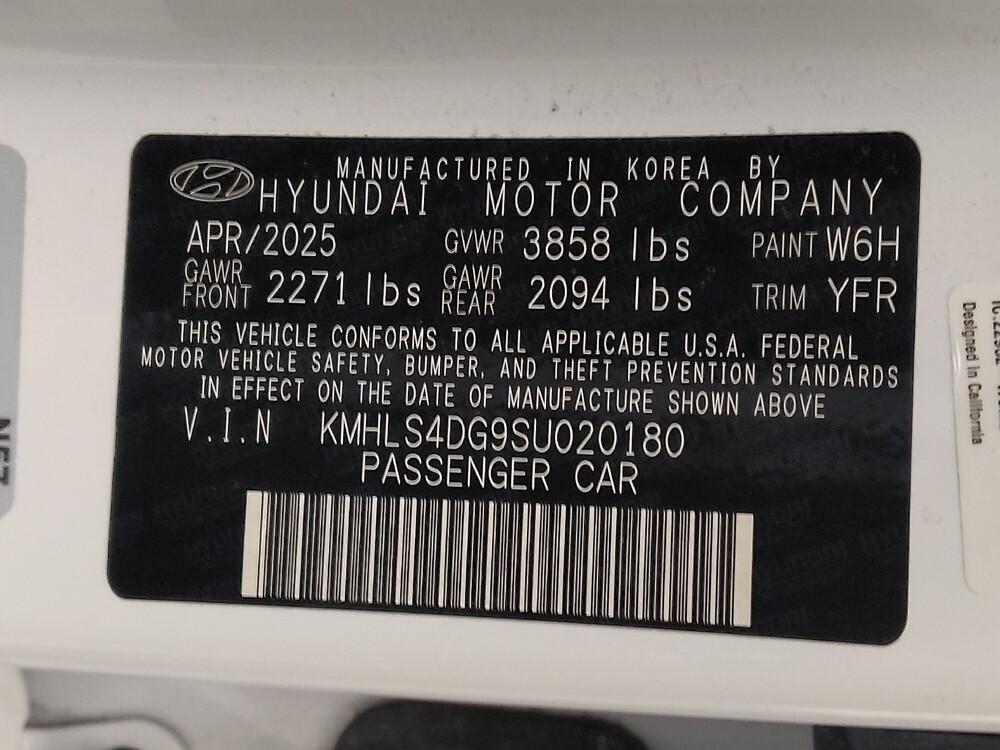 MANUFACTURED IN KOREA BY
HYUNDAI MOTOR COMPANY
APR/2025 GVWR 3858 lbs PAINT W6H
GAWR FRONT 2271 lbs GAWR REAR 2094 lbs TRIM YFR
THIS VEHICLE CONFORMS TO ALL APPLICABLE U.S.A. FEDERAL
MOTOR VEHICLE SAFETY, BUMPER, AND THEFT PREVENTION STANDARDS
IN EFFECT ON THE DATE OF MANUFACTURE SHOWN ABOVE
V.I.N KMHLS4DG9SU020180
PASSENGER CAR
Designed in California